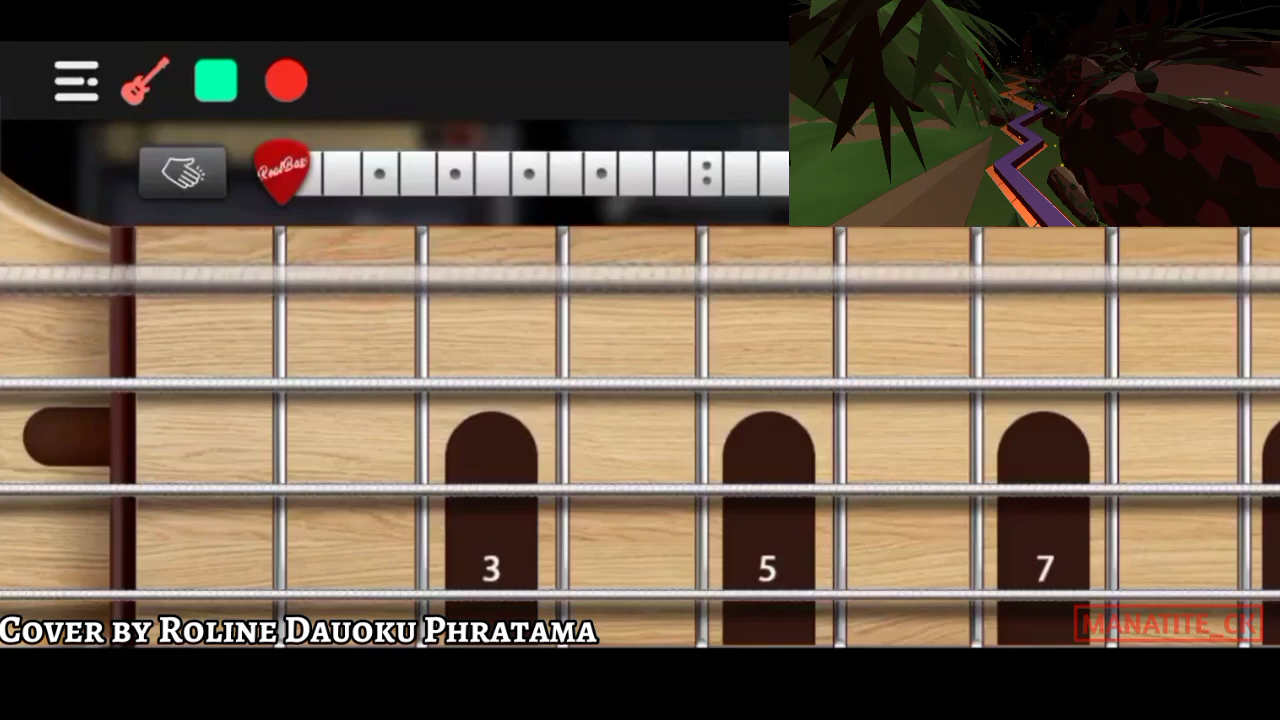 RealBass
3
5
7
COVER BY ROLINE DAUOKU PHRATAMA
MANATITE_CK